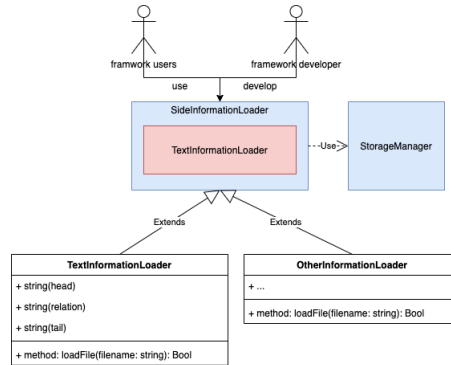 framwork users
framework developer
use
develop
SideInformationLoader
TextInformationLoader
Use
StorageManager
Extends
Extends
TextInformationLoader
+ string(head)
+ string(relation)
+ string(tail)
+ method: loadFile(filename: string): Bool
OtherInformationLoader
+ ...
+ method: loadFile(filename: string): Bool